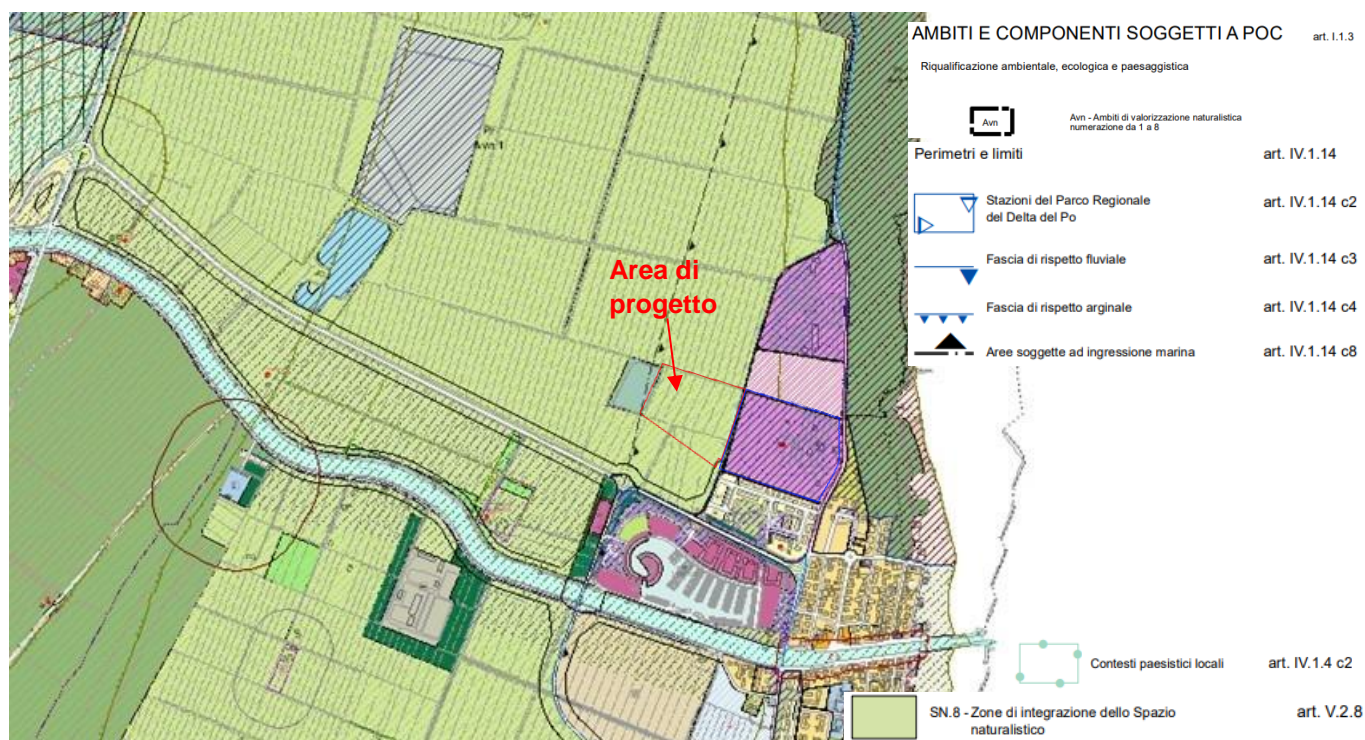 AMBITI E COMPONENTI SOGGETTI A POC art. I.1.3
Riqualificazione ambientale, ecologica e paesaggistica
Avn
Avn - Ambiti di valorizzazione naturalistica
numerazione da 1 a 8
Perimetri e limiti art. IV.1.14
Stazioni del Parco Regionale
del Delta del Po
art. IV.1.14 c2
Fascia di rispetto fluviale art. IV.1.14 c3
Fascia di rispetto arginale art. IV.1.14 c4
Aree soggette ad ingressione marina art. IV.1.14 c8
Avn 1
Area di
progetto
Contesti paesistici locali art. IV.1.4 c2
SN.8 - Zone di integrazione dello Spazio
naturalistico
art. V.2.8